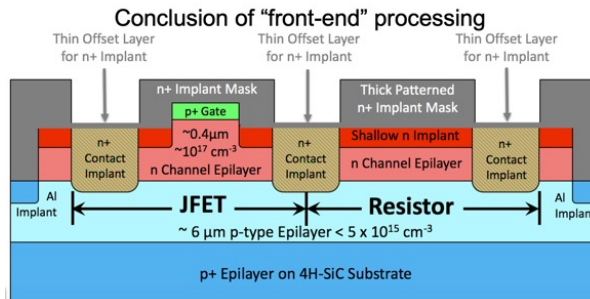 Conclusion of “front-end” processing
Thin Offset Layer
for n+ Implant
Thin Offset Layer
for n+ Implant
Thin Offset Layer
for n+ Implant
n+ Implant Mask
Thick Patterned
n+ Implant Mask
p+ Gate
n+
Contact
Implant
~0.4μm
~10¹⁷ cm⁻³
n Channel Epilayer
n+
Contact
Implant
Shallow n Implant
n Channel Epilayer
n+
Contact
Implant
Al
Implant
JFET
Resistor
Al
Implant
~ 6 μm p-type Epilayer < 5 x 10¹⁵ cm⁻³
p+ Epilayer on 4H-SiC Substrate